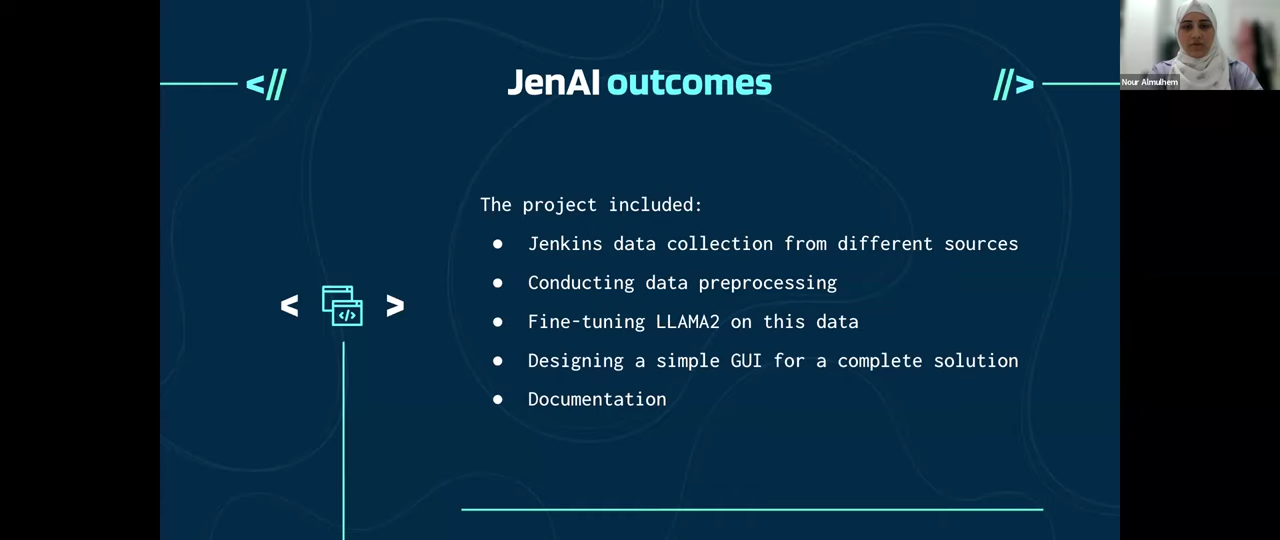 <// JenAI outcomes //>
Nour Almulhem
The project included:
● Jenkins data collection from different sources
● Conducting data preprocessing
● Fine-tuning LLAMA2 on this data
< </> >
● Designing a simple GUI for a complete solution
● Documentation